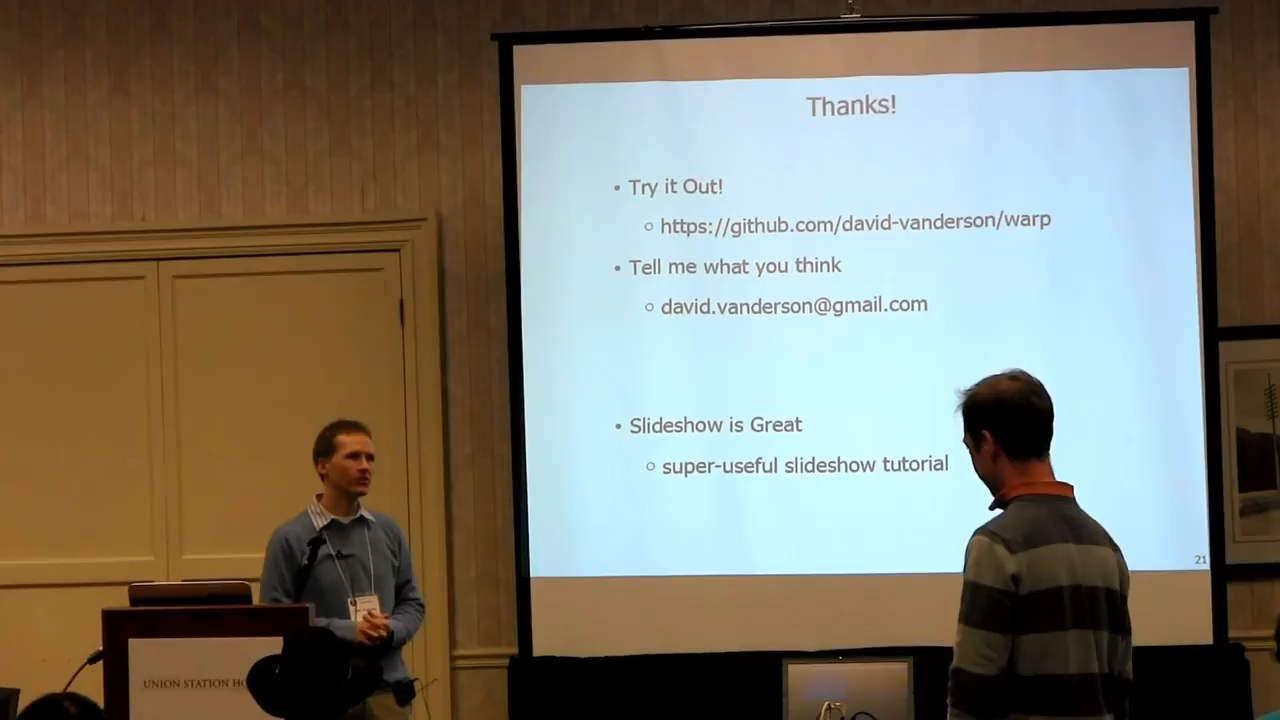 Thanks!
• Try it Out!
○ https://github.com/david-vanderson/warp
• Tell me what you think
○ david.vanderson@gmail.com
• Slideshow is Great
○ super-useful slideshow tutorial
21
UNION STATION